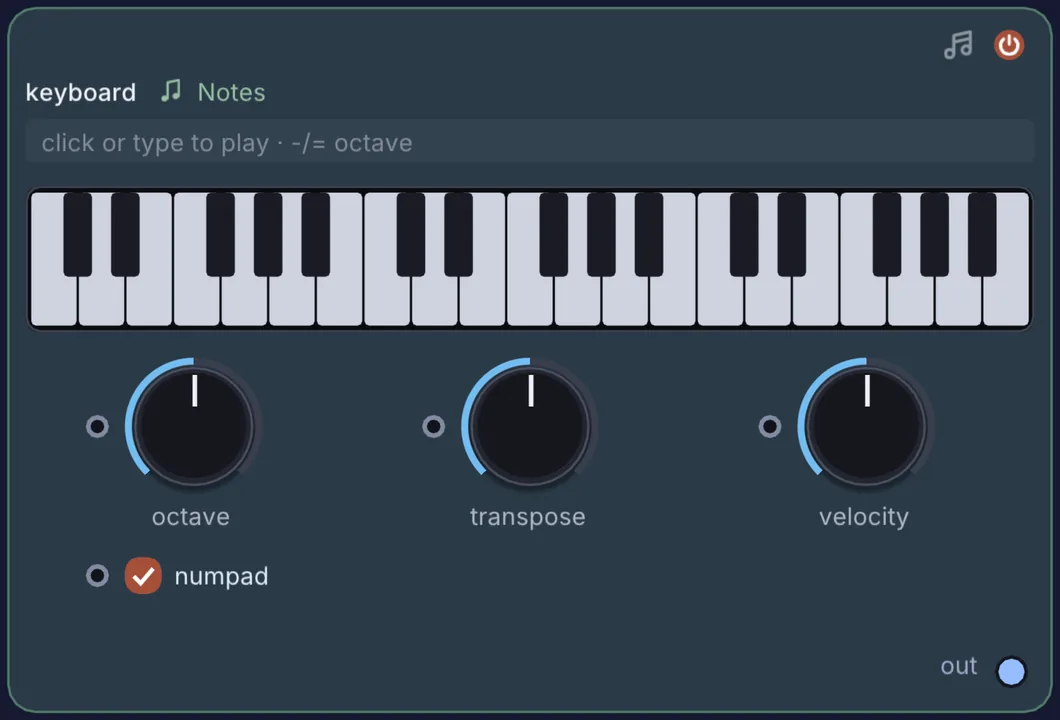 keyboard Notes
click or type to play · -/= octave
octave transpose velocity
numpad
out